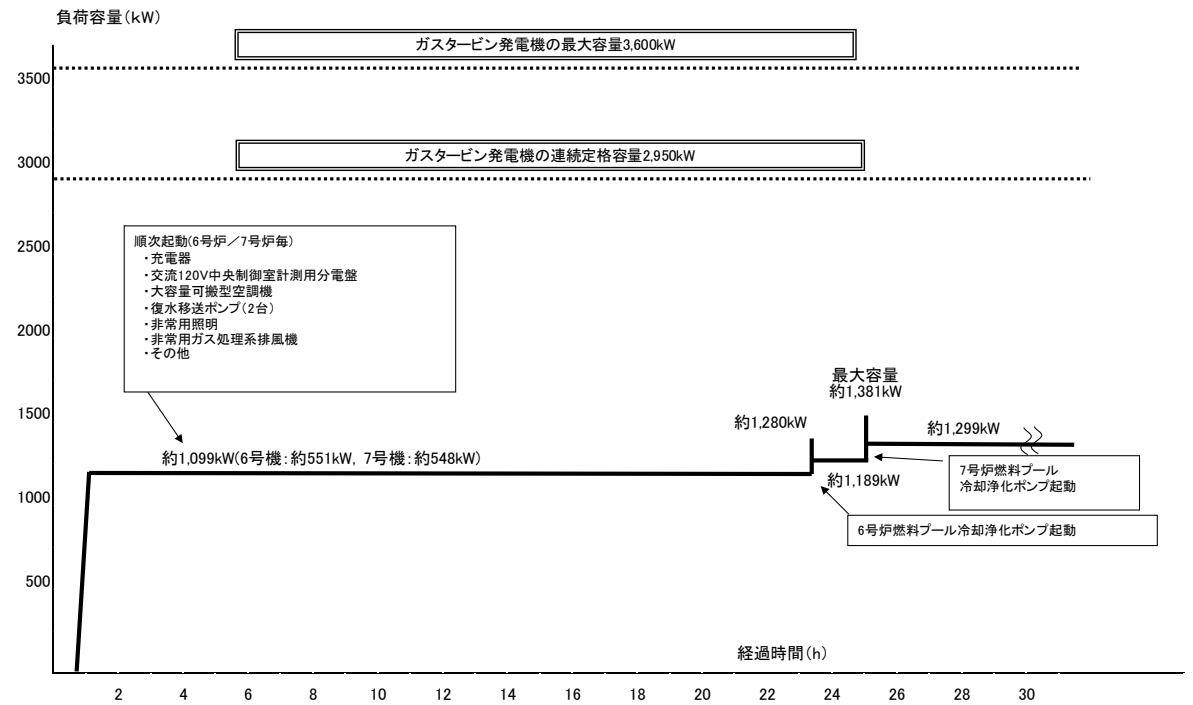 負荷容量(kW)
ガスタービン発電機の最大容量3,600kW
3500
ガスタービン発電機の連続定格容量2,950kW
3000
順次起動(6号炉/7号炉毎)
・充電器
・交流120V中央制御室計測用分電盤
・大容量可搬型空調機
・復水移送ポンプ(2台)
・非常用照明
・非常用ガス処理系排風機
・その他
2500
2000
最大容量
約1,381kW
1500
約1,280kW
約1,299kW
約1,099kW(6号機:約551kW, 7号機:約548kW)
約1,189kW
7号炉燃料プール
冷却浄化ポンプ起動
1000
6号炉燃料プール冷却浄化ポンプ起動
500
経過時間(h)
2 4 6 8 10 12 14 16 18 20 22 24 26 28 30